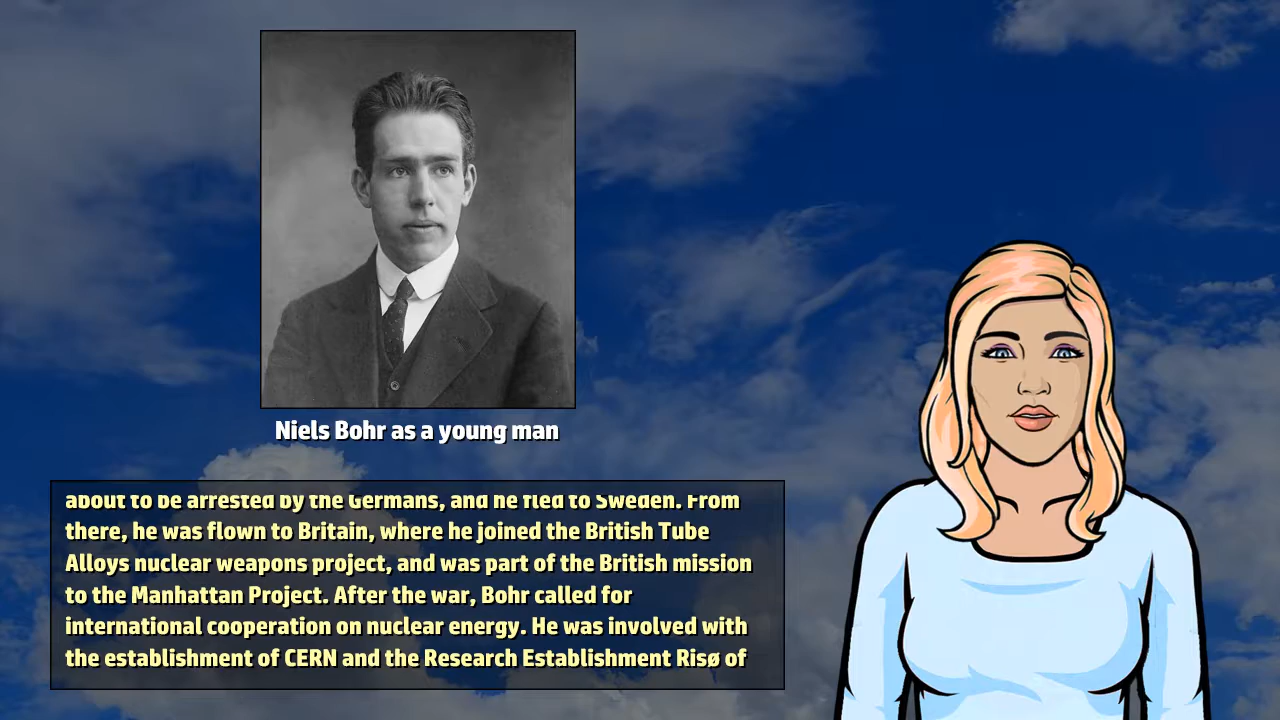 Niels Bohr as a young man
about to be arrested by the Germans, and he fled to Sweden. From
there, he was flown to Britain, where he joined the British Tube
Alloys nuclear weapons project, and was part of the British mission
to the Manhattan Project. After the war, Bohr called for
international cooperation on nuclear energy. He was involved with
the establishment of CERN and the Research Establishment Risø of